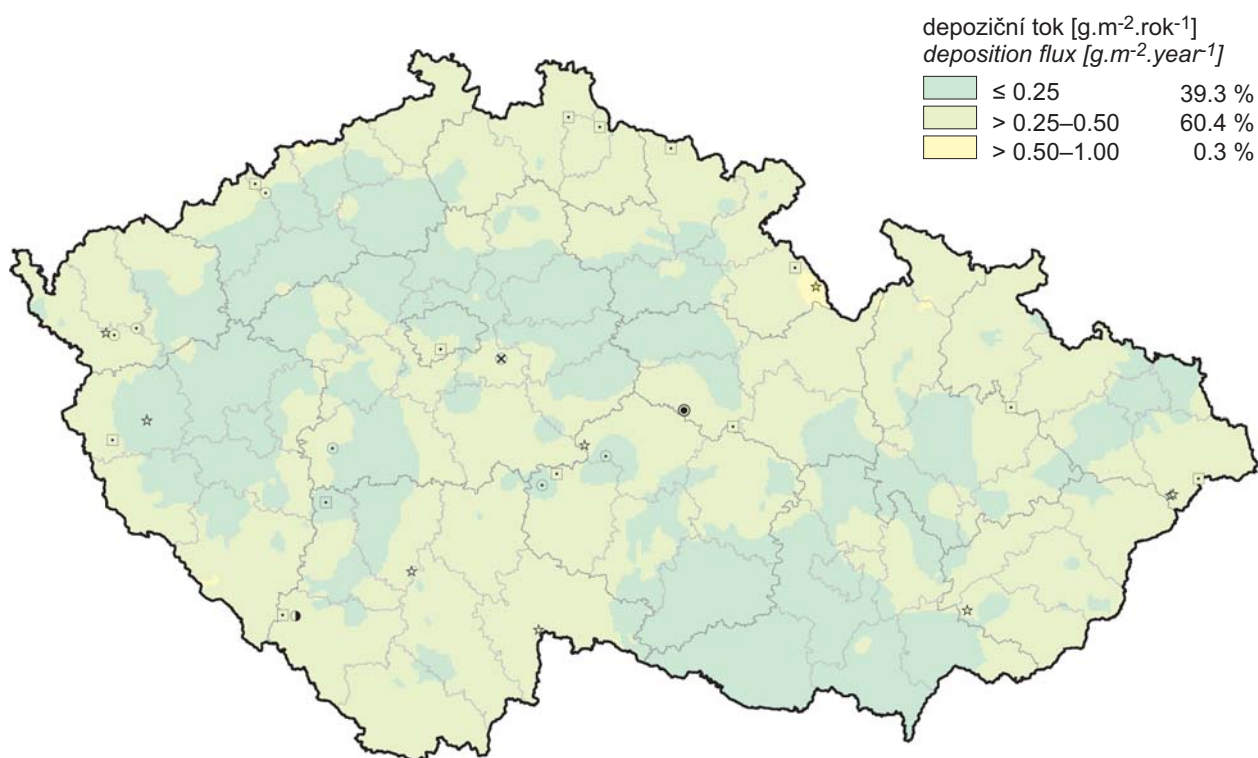 depoziční tok [g.m-2.rok-1]
deposition flux [g.m-2.year-1]
≤ 0.25 39.3 %
> 0.25–0.50 60.4 %
> 0.50–1.00 0.3 %